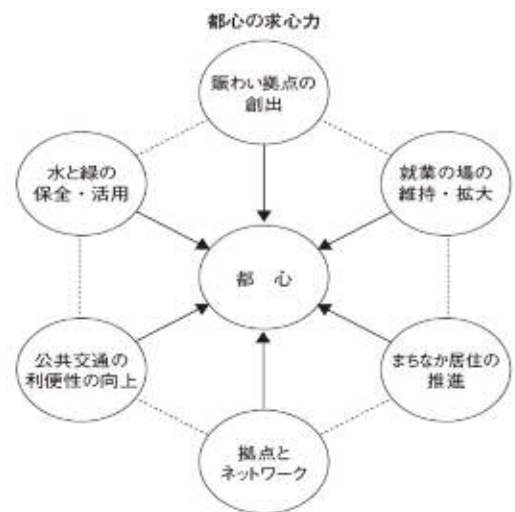 都心の求心力
賑わい拠点の
創出
水と緑の
保全・活用
就業の場の
維持・拡大
都 心
公共交通の
利便性の向上
まちなか居住の
推進
拠点と
ネットワーク